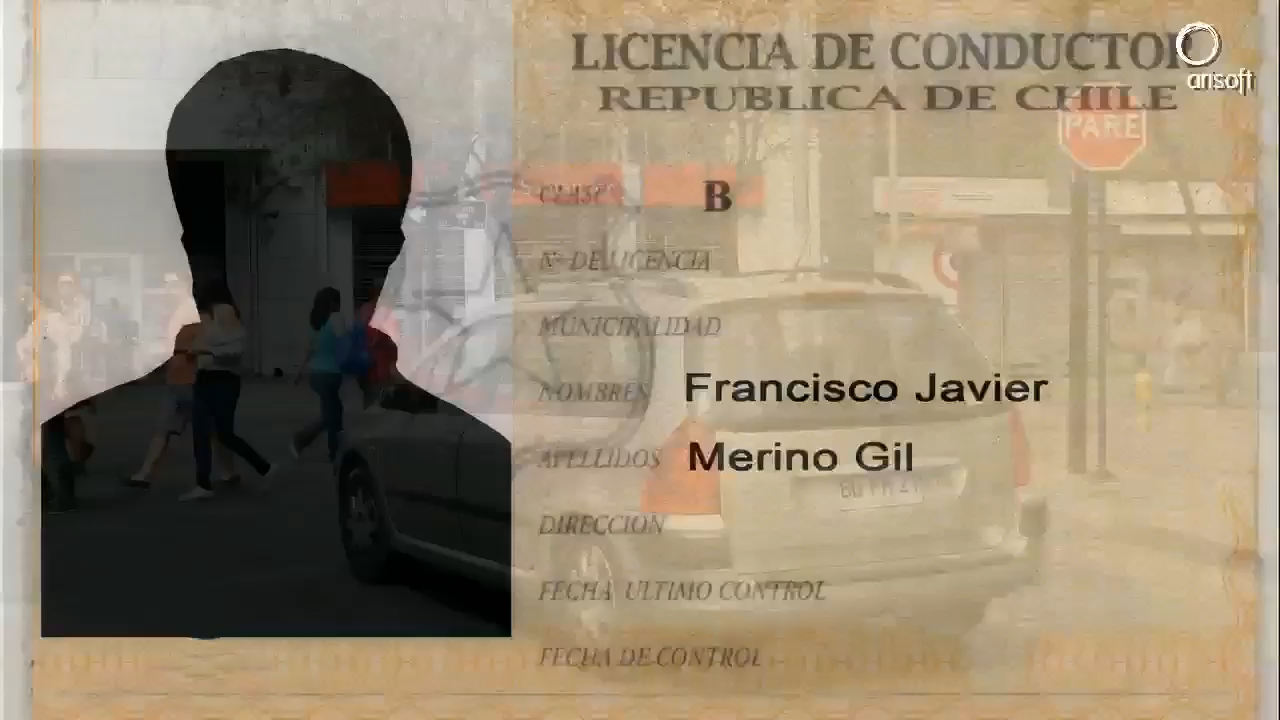 LICENCIA DE CONDUCTOR
REPUBLICA DE CHILE
arisoft
PARE
CLASE B
Nº DE LICENCIA
MUNICIPALIDAD
NOMBRES Francisco Javier
APELLIDOS Merino Gil
DIRECCION
FECHA ULTIMO CONTROL
FECHA DE CONTROL